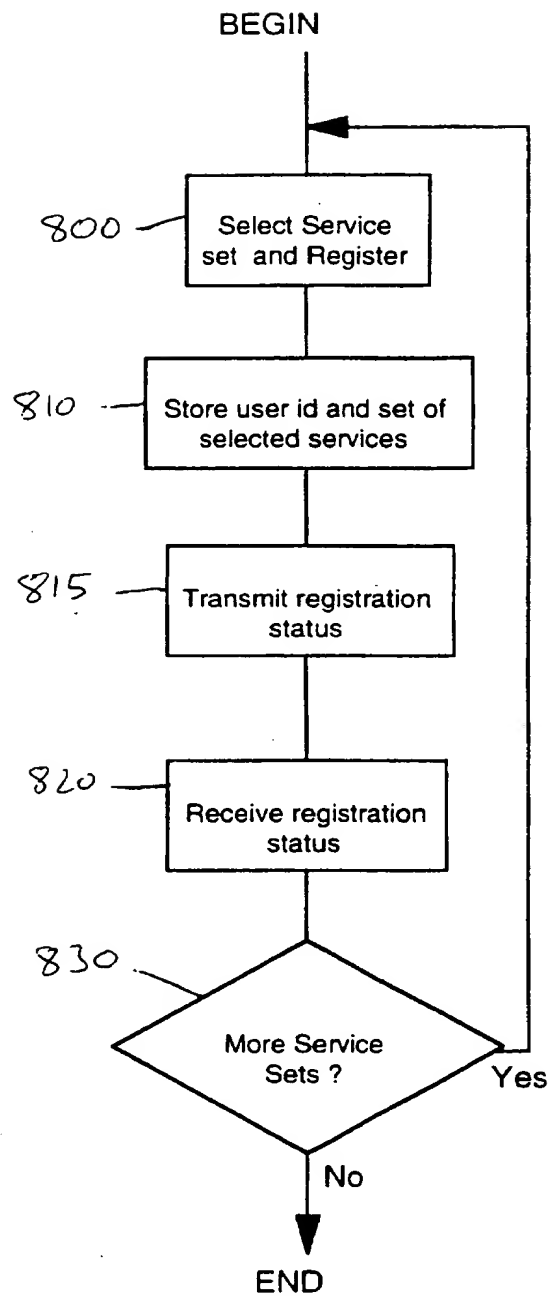 BEGIN
800
Select Service
set and Register
810
Store user id and set of
selected services
815
Transmit registration
status
820
Receive registration
status
830
More Service
Sets ?
Yes
No
END